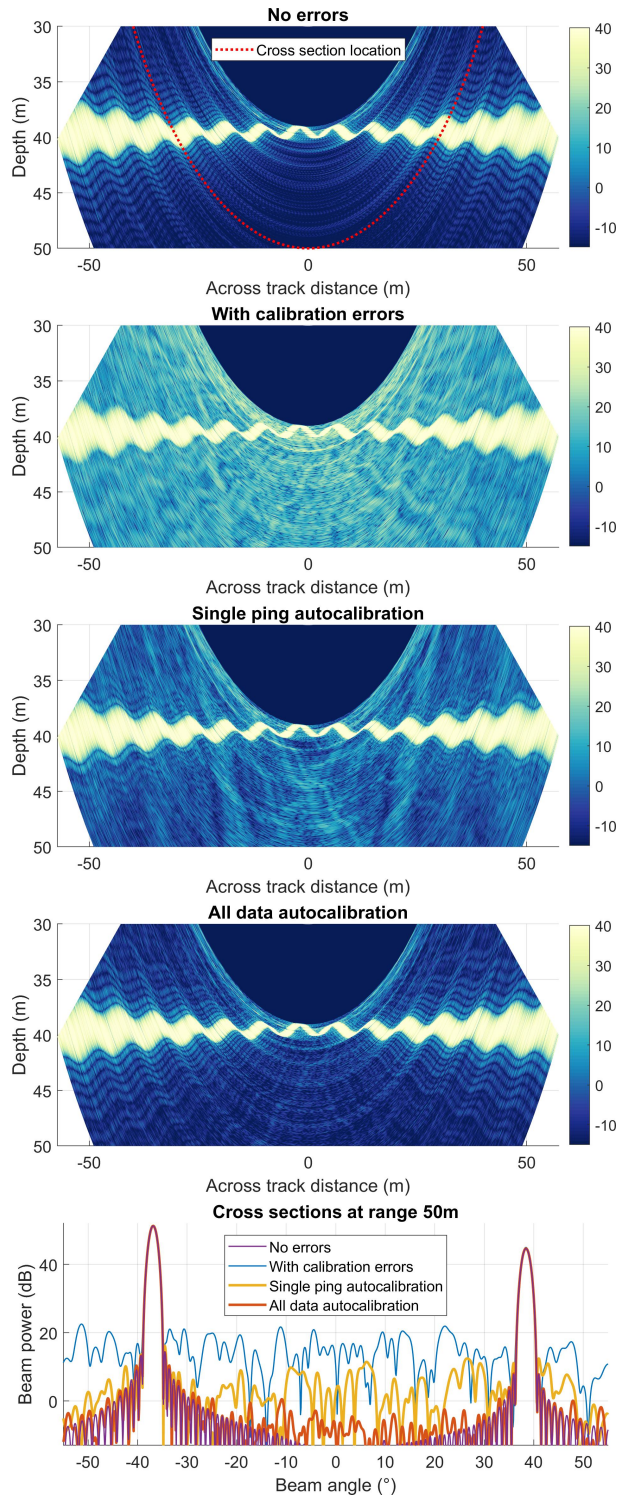 No errors
Cross section location
Depth (m)
30
35
40
45
50
-50
0
50
Across track distance (m)
40
30
20
10
0
-10
With calibration errors
Depth (m)
30
35
40
45
50
-50
0
50
Across track distance (m)
40
30
20
10
0
-10
Single ping autocalibration
Depth (m)
30
35
40
45
50
-50
0
50
Across track distance (m)
40
30
20
10
0
-10
All data autocalibration
Depth (m)
30
35
40
45
50
-50
0
50
Across track distance (m)
40
30
20
10
0
-10
Cross sections at range 50m
No errors
With calibration errors
Single ping autocalibration
All data autocalibration
Beam power (dB)
40
20
0
-50 -40 -30 -20 -10 0 10 20 30 40 50
Beam angle (°)